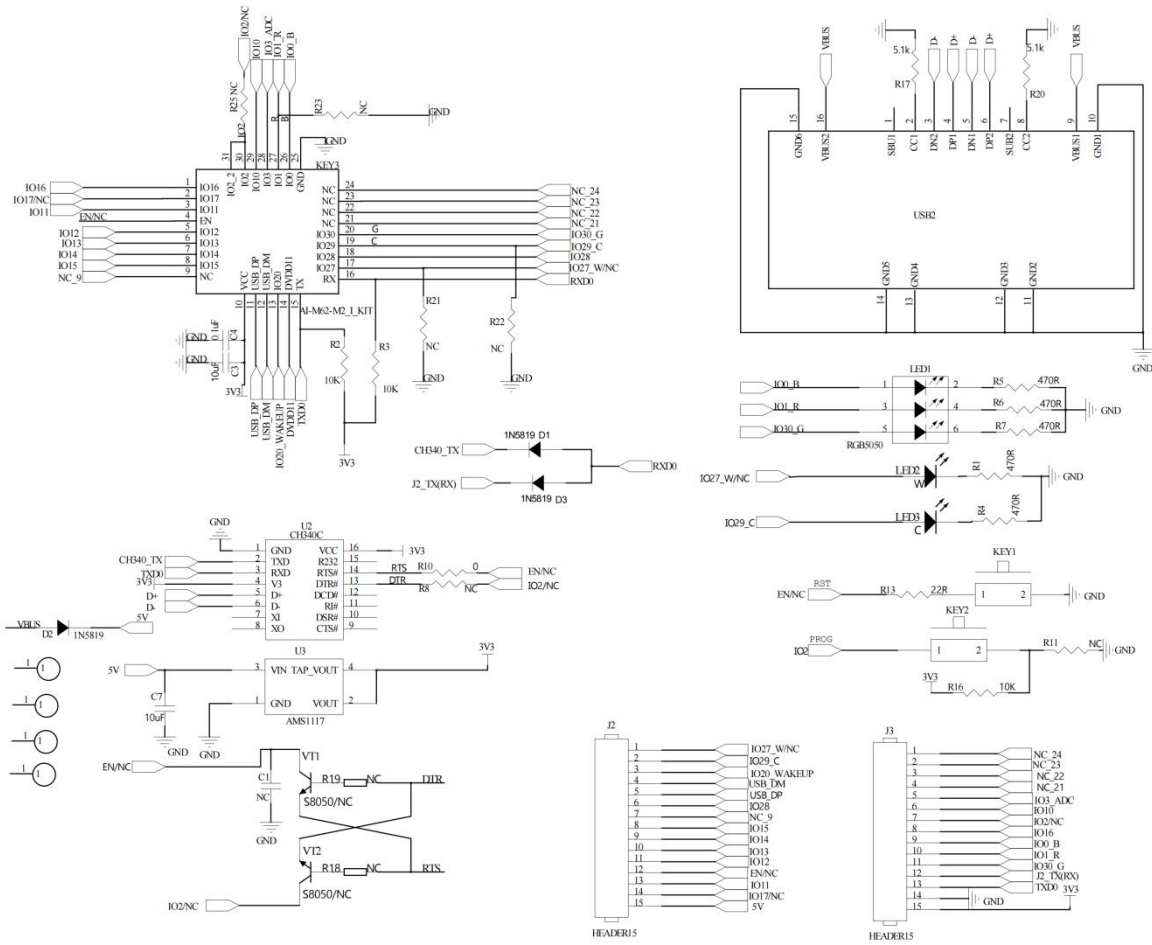 IO2/NC
IO10
IO3_ADC
IO1_R
IO0_B
R25 NC
R23
NC
GND
R
B
IO2
GND
31
30
29
28
27
26
25
KEY3
IO2_2
IO2
IO10
IO3
IO1
IO0
GND
IO16 1 IO16
IO17/NC 2 IO17
IO11 3 IO11
EN/NC 4 EN
IO12 5 IO12
IO13 6 IO13
IO14 7 IO14
IO15 8 IO15
NC_9 9 NC
NC 24 NC_24
NC 23 NC_23
NC 22 NC_22
NC 21 NC_21
IO30 20 G IO30_G
IO29 19 C IO29_C
IO28 18 IO28
IO27 17 IO27_W/NC
RX 16 RXD0
VCC
USB_DP
USB_DM
IO20
DVDD11
TX
10
11
12
13
14
15
AI-M62-M2_I_KIT
GND 0.1uF C4
GND 10uF C3
3V3
USB_DP
USB_DM
IO20_WAKEUP
DVDD11
TXD0
R2
10K
R3
10K
3V3
R21
NC
GND
R22
NC
GND
1N5819 D1
CH340_TX
RXD0
J2_TX(RX)
1N5819 D3
VBUS
5.1k
R17
D-
D+
D-
D+
5.1k
R20
VBUS
15
16
1
2
3
4
5
6
7
8
9
10
GND6
VBUS2
SBU1
CC1
DN2
DP1
DN1
DP2
SUB2
CC2
VBUS1
GND1
USB2
GND5
GND4
GND3
GND2
14
13
12
11
GND
LED1
IO0_B 1 2 R5 470R
IO1_R 3 4 R6 470R GND
IO30_G 5 6 R7 470R
RGB5050
IO27_W/NC LED2 W R1 470R GND
IO29_C LED3 C R4 470R
KEY1
EN/NC RST R13 22R 1 2 GND
KEY2
IO2 PROG 1 2 R11 NC GND
3V3
R16 10K
GND
U2
CH340C
1 GND VCC 16 3V3
CH340_TX 2 TXD R232 15
TXD0 3 RXD RTS# 14 RTS R10 0 EN/NC
3V3 4 V3 DTR# 13 DTR R8 NC IO2/NC
D+ 5 D+ DCD# 12
D- 6 D- RI# 11
7 XI DSR# 10
8 XO CTS# 9
VBUS D2 1N5819 5V
1 1
1 1
1 1
1 1
U3
5V 3 VIN TAP_VOUT 4 3V3
1 GND VOUT 2
AMS1117
C7
10uF
GND
GND
EN/NC
VT1
C1
NC
GND
R19 NC DTR
S8050/NC
VT2
R18 NC RTS
S8050/NC
IO2/NC
J2
1 IO27_W/NC
2 IO29_C
3 IO20_WAKEUP
4 USB_DM
5 USB_DP
6 IO28
7 NC_9
8 IO15
9 IO14
10 IO13
11 IO12
12 EN/NC
13 IO11
14 IO17/NC
15 5V
HEADER15
J3
1 NC_24
2 NC_23
3 NC_22
4 NC_21
5 IO3_ADC
6 IO10
7 IO2/NC
8 IO16
9 IO0_B
10 IO1_R
11 IO30_G
12 J2_TX(RX)
13 TXD0
14 GND
15 3V3
HEADER15